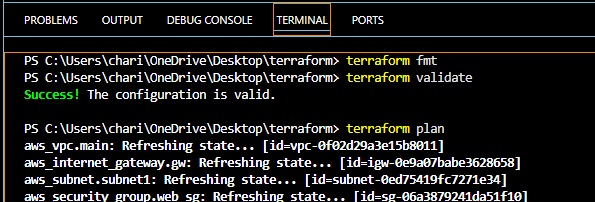 PROBLEMS OUTPUT DEBUG CONSOLE TERMINAL PORTS
PS C:\Users\chari\OneDrive\Desktop\terraform> terraform fmt
PS C:\Users\chari\OneDrive\Desktop\terraform> terraform validate
Success! The configuration is valid.
PS C:\Users\chari\OneDrive\Desktop\terraform> terraform plan
aws_vpc.main: Refreshing state... [id=vpc-0f02d29a3e15b8011]
aws_internet_gateway.gw: Refreshing state... [id=igw-0e9a07babe3628658]
aws_subnet.subnet1: Refreshing state... [id=subnet-0ed75419fc7271e34]
aws_security_group.web_sg: Refreshing state... [id=sg-06a3879241da51f10]